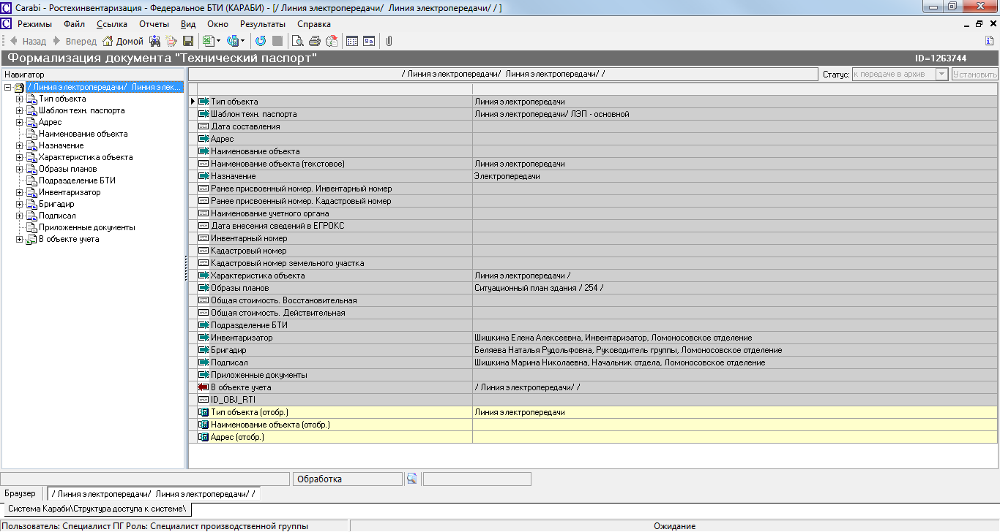 Carabi - Ростехинвентаризация - Федеральное БТИ (КАРАБИ) - [/ Линия электропередачи/ Линия электропередачи/ / ]
Режимы Файл Ссылка Отчеты Вид Окно Результаты Справка
Назад Вперед Домой
Формализация документа "Технический паспорт" ID=1263744
Навигатор
/ Линия электропередачи/ Линия элек...
Тип объекта
Шаблон техн. паспорта
Адрес
Наименование объекта
Назначение
Характеристика объекта
Образы планов
Подразделение БТИ
Инвентаризатор
Бригадир
Подписал
Приложенные документы
В объекте учета
/ Линия электропередачи/ Линия электропередачи/ / Статус: к передаче в архив Установить
Тип объекта Линия электропередачи
Шаблон техн. паспорта Линия электропередачи/ ЛЭП - основной
Дата составления
Адрес
Наименование объекта
Наименование объекта (текстовое) Линия электропередачи
Назначение Электропередачи
Ранее присвоенный номер. Инвентарный номер
Ранее присвоенный номер. Кадастровый номер
Наименование учетного органа
Дата внесения сведений в ЕГРОКС
Инвентарный номер
Кадастровый номер
Кадастровый номер земельного участка
Характеристика объекта Линия электропередачи /
Образы планов Ситуационный план здания / 254 /
Общая стоимость. Восстановительная
Общая стоимость. Действительная
Подразделение БТИ
Инвентаризатор Шишкина Елена Алексеевна, Инвентаризатор, Ломоносовское отделение
Бригадир Беляева Наталья Рудольфовна, Руководитель группы, Ломоносовское отделение
Подписал Шишкина Марина Николаевна, Начальник отдела, Ломоносовское отделение
Приложенные документы
В объекте учета / Линия электропередачи/ /
ID_OBJ_RTI
Тип объекта (отобр.) Линия электропередачи
Наименование объекта (отобр.)
Адрес (отобр.)
Обработка
Браузер / Линия электропередачи/ Линия электропередачи/ /
Система Караби\Структура доступа к системе\
Пользователь: Специалист ПГ Роль: Специалист производственной группы Ожидание